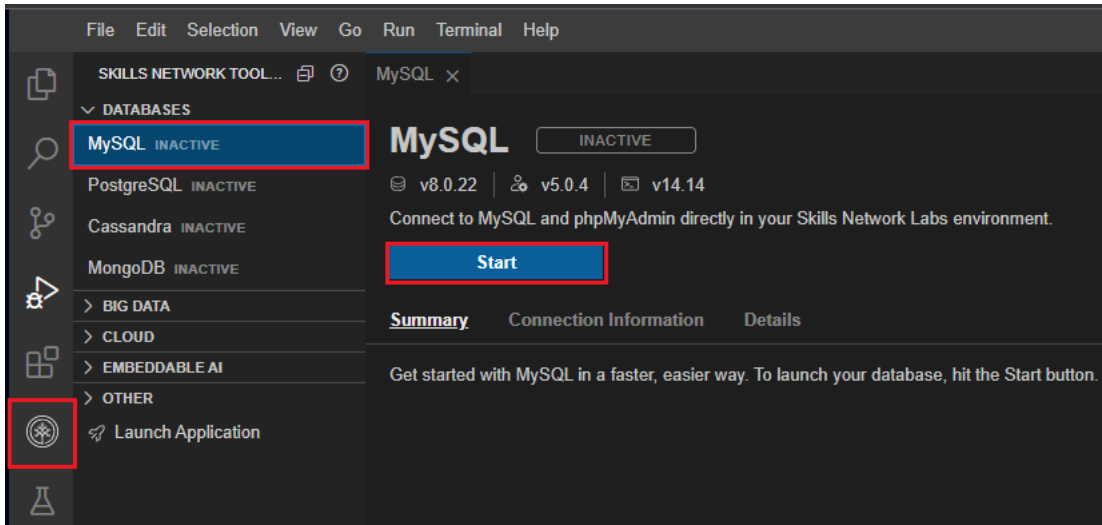 File Edit Selection View Go Run Terminal Help
SKILLS NETWORK TOOL...
DATABASES
MySQL INACTIVE
PostgreSQL INACTIVE
Cassandra INACTIVE
MongoDB INACTIVE
BIG DATA
CLOUD
EMBEDDABLE AI
OTHER
Launch Application
MySQL
MySQL INACTIVE
v8.0.22 v5.0.4 v14.14
Connect to MySQL and phpMyAdmin directly in your Skills Network Labs environment.
Start
Summary Connection Information Details
Get started with MySQL in a faster, easier way. To launch your database, hit the Start button.